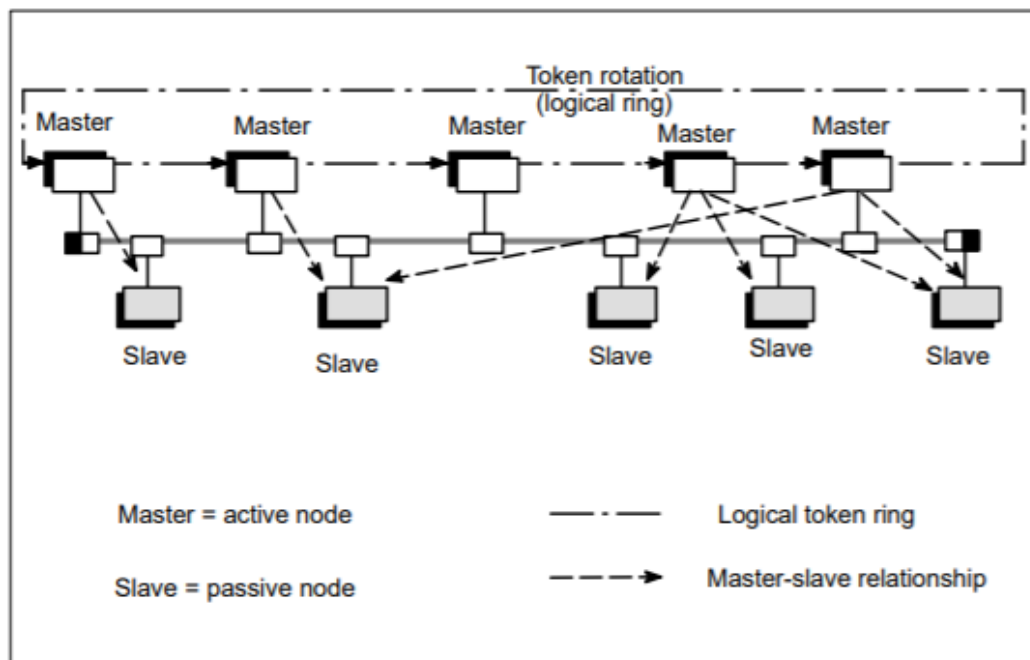 Token rotation
(logical ring)
Master
Master
Master
Master
Master
Slave
Slave
Slave
Slave
Slave
Master = active node
Logical token ring
Slave = passive node
Master-slave relationship